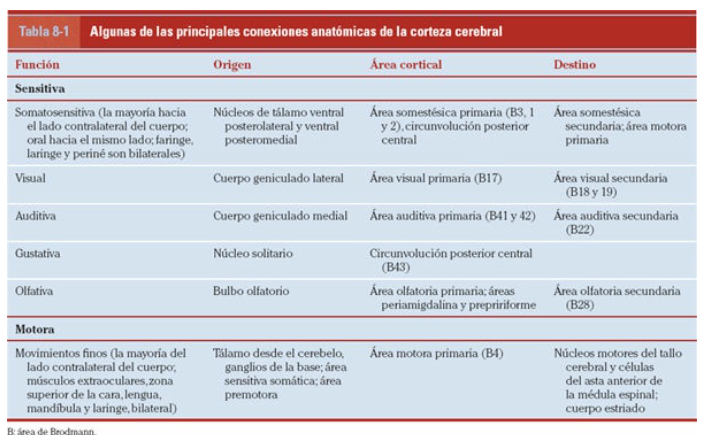 Tabla 8-1 Algunas de las principales conexiones anatómicas de la corteza cerebral
Función Origen Área cortical Destino
Sensitiva
Somatosensitiva (la mayoría hacia
el lado contralateral del cuerpo;
oral hacia el mismo lado; faringe,
laringe y periné son bilaterales)
Núcleos de tálamo ventral
posterolateral y ventral
posteromedial
Área somestésica primaria (B3, 1
y 2), circunvolución posterior
central
Área somestésica
secundaria; área motora
primaria
Visual
Cuerpo geniculado lateral
Área visual primaria (B17)
Área visual secundaria
(B18 y 19)
Auditiva
Cuerpo geniculado medial
Área auditiva primaria (B41 y 42)
Área auditiva secundaria
(B22)
Gustativa
Núcleo solitario
Circunvolución posterior central
(B43)
Olfativa
Bulbo olfatorio
Área olfatoria primaria; áreas
periamigdalina y prepririforme
Área olfatoria secundaria
(B28)
Motora
Movimientos finos (la mayoría del
lado contralateral del cuerpo;
músculos extraoculares, zona
superior de la cara, lengua,
mandíbula y laringe, bilateral)
Tálamo desde el cerebelo,
ganglios de la base; área
sensitiva somática; área
premotora
Área motora primaria (B4)
Núcleos motores del tallo
cerebral y células
del asta anterior de
la médula espinal;
cuerpo estriado
B: área de Brodmann.